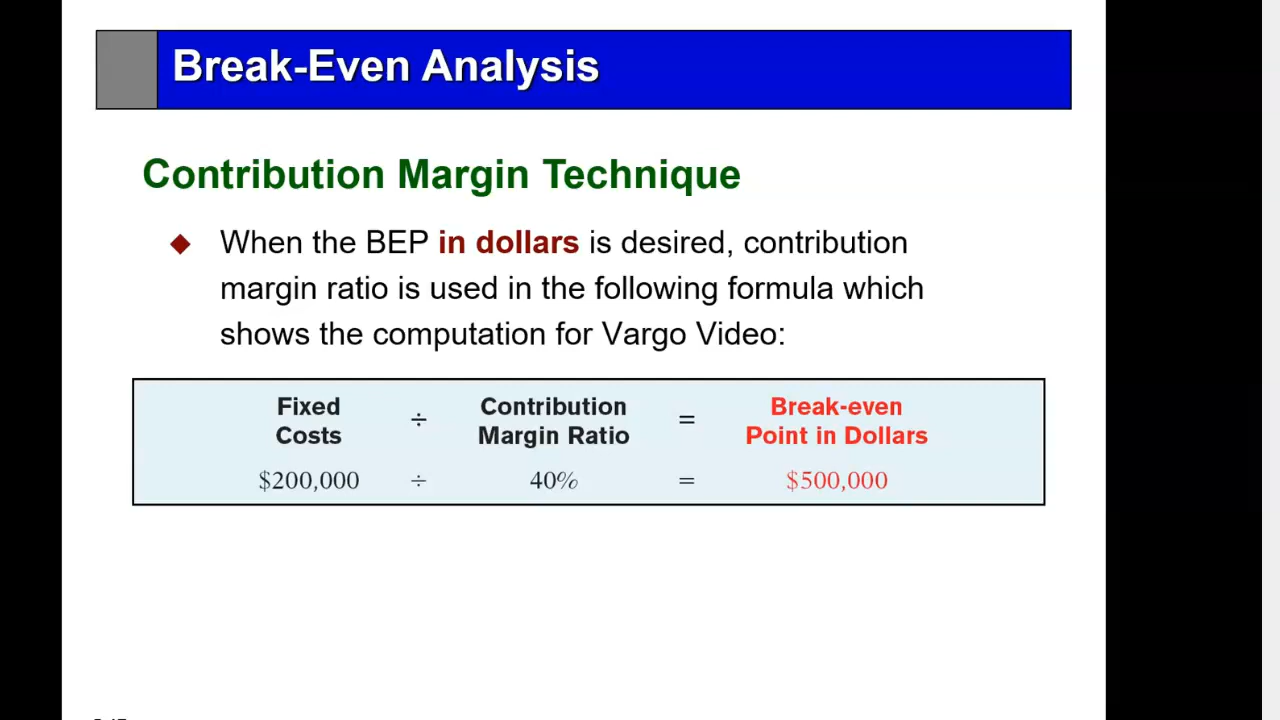 Break-Even Analysis
Contribution Margin Technique
When the BEP in dollars is desired, contribution
margin ratio is used in the following formula which
shows the computation for Vargo Video:
Fixed Contribution Break-even
Costs ÷ Margin Ratio = Point in Dollars
$200,000 ÷ 40% = $500,000